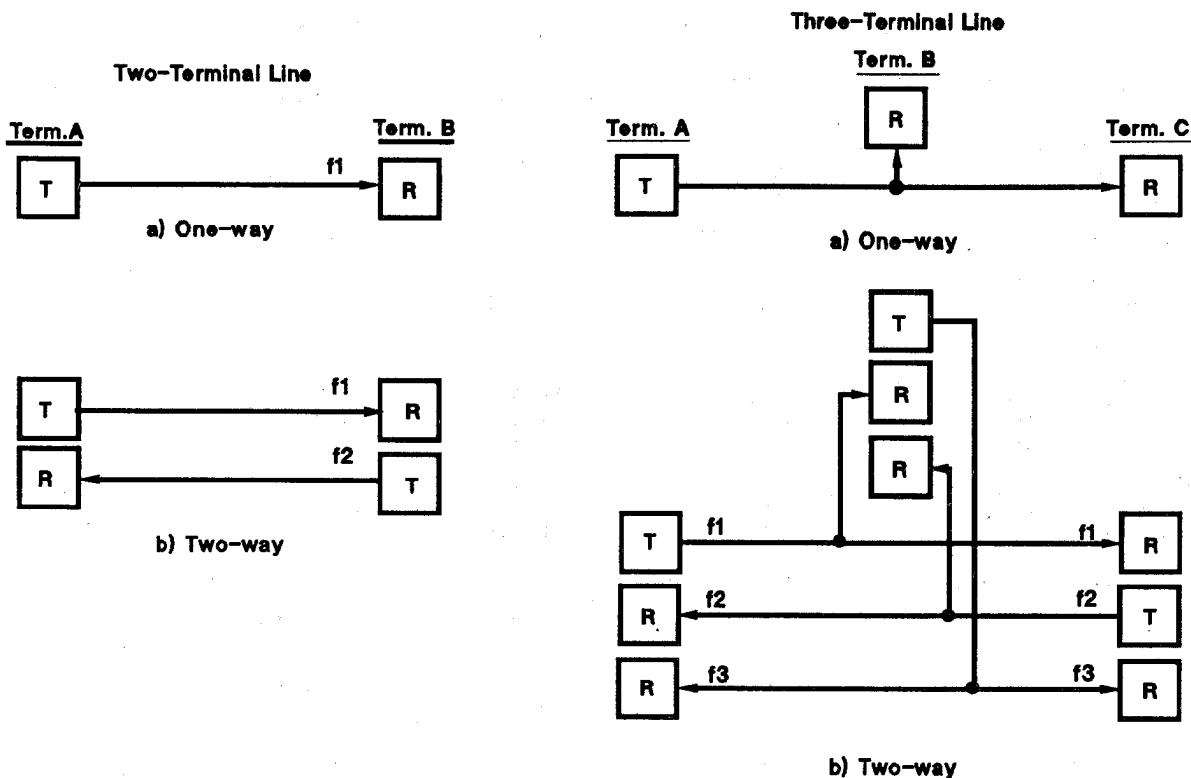 Two-Terminal Line
Term.A
Term. B
T
f1
R
a) One-way
T
f1
R
R
f2
T
b) Two-way
Three-Terminal Line
Term. B
R
Term. A
Term. C
T
R
a) One-way
T
R
R
T
f1
f1
R
R
f2
f2
T
R
f3
f3
R
b) Two-way